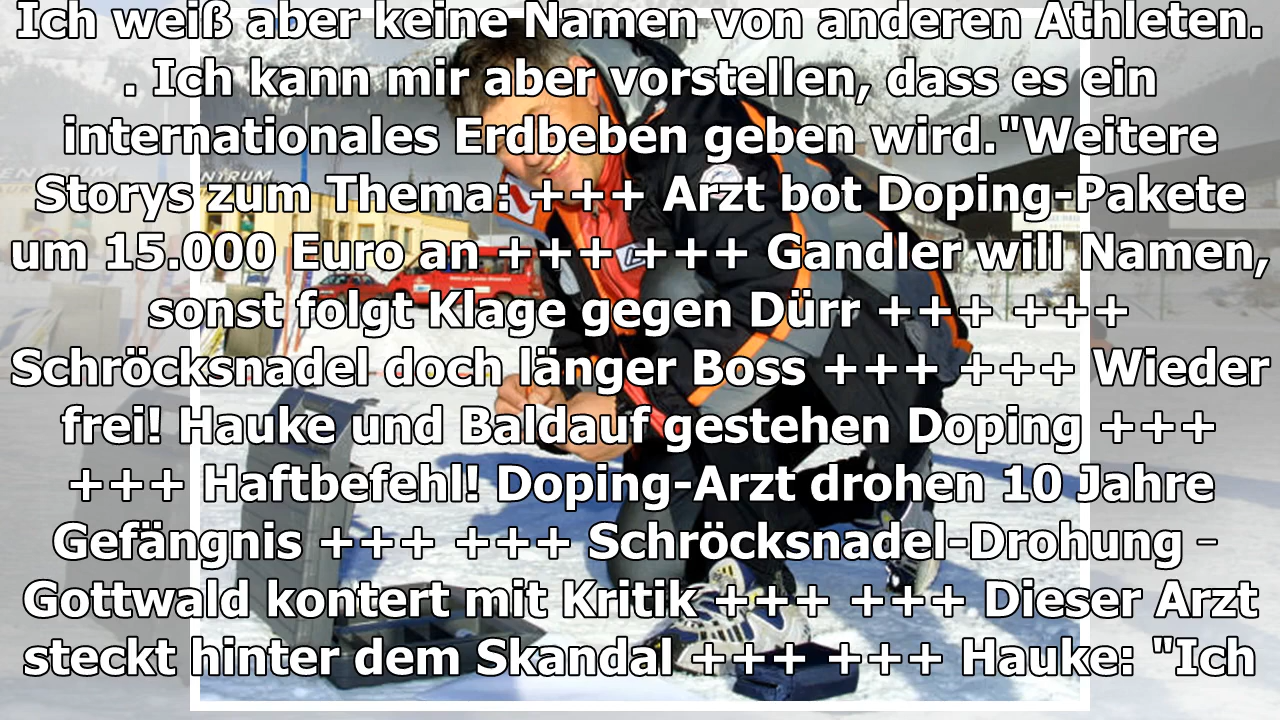 Ich weiß aber keine Namen von anderen Athleten.
. Ich kann mir aber vorstellen, dass es ein
internationales Erdbeben geben wird."Weitere
Storys zum Thema: +++ Arzt bot Doping-Pakete
um 15.000 Euro an +++ +++ Gandler will Namen,
sonst folgt Klage gegen Dürr +++ +++
Schröcksnadel doch länger Boss +++ +++ Wieder
frei! Hauke und Baldauf gestehen Doping +++
+++ Haftbefehl! Doping-Arzt drohen 10 Jahre
Gefängnis +++ +++ Schröcksnadel-Drohung -
Gottwald kontert mit Kritik +++ +++ Dieser Arzt
steckt hinter dem Skandal +++ +++ Hauke: "Ich